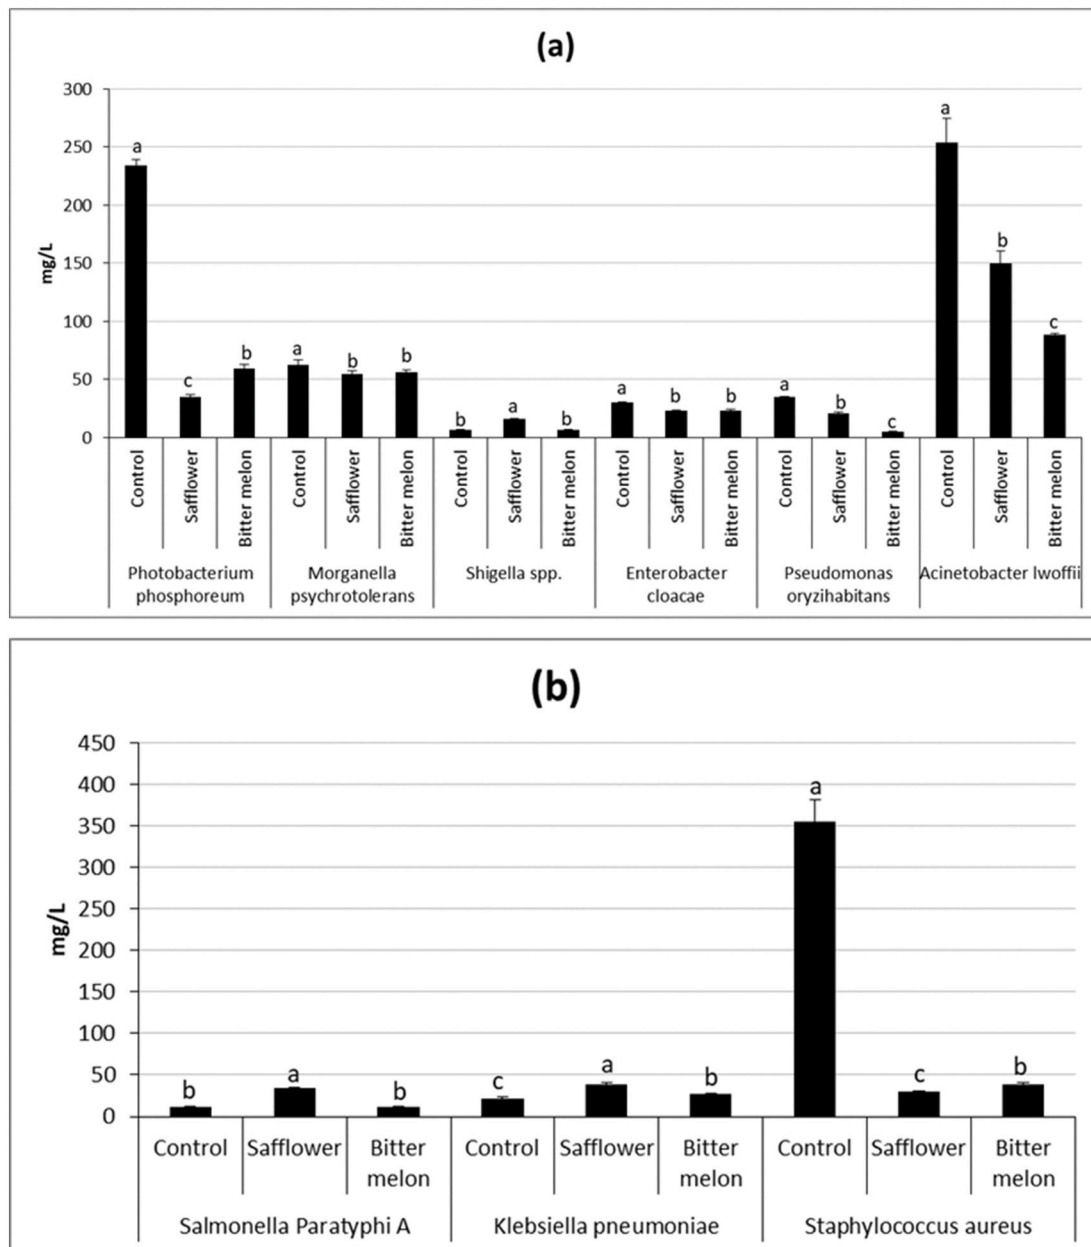 (a)
300
250
200
150
100
50
0
mg/L
a
c
b
a
b
b
b
a
b
a
b
b
a
b
c
a
b
c
Control
Safflower
Bitter melon
Control
Safflower
Bitter melon
Control
Safflower
Bitter melon
Control
Safflower
Bitter melon
Control
Safflower
Bitter melon
Control
Safflower
Bitter melon
Photobacterium
phosphoreum
Morganella
psychrotolerans
Shigella spp.
Enterobacter
cloacae
Pseudomonas
oryzihabitans
Acinetobacter lwoffii
(b)
450
400
350
300
250
200
150
100
50
0
mg/L
b
a
b
c
a
b
a
c
b
Control
Safflower
Bitter
melon
Control
Safflower
Bitter
melon
Control
Safflower
Bitter
melon
Salmonella Paratyphi A
Klebsiella pneumoniae
Staphylococcus aureus